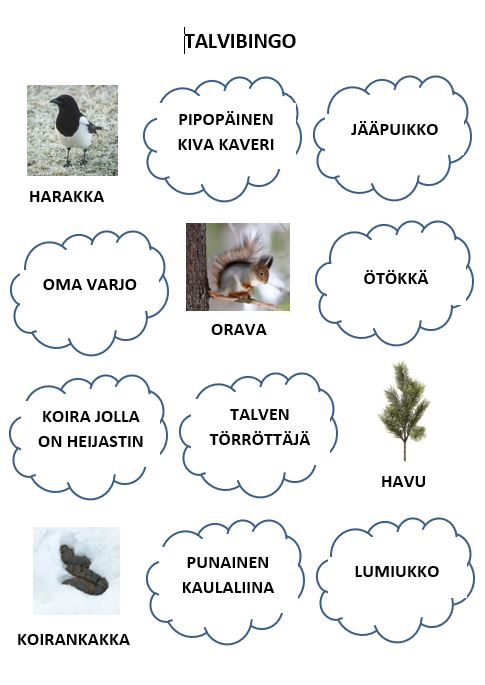 TALVIBINGO
PIPOPÄINEN
KIVA KAVERI
JÄÄPUIKKO
HARAKKA
OMA VARJO
ORAVA
ÖTÖKKÄ
KOIRA JOLLA
ON HEIJASTIN
TALVEN
TÖRRÖTTÄJÄ
HAVU
KOIRANKAKKA
PUNAINEN
KAULALIINA
LUMIUKKO